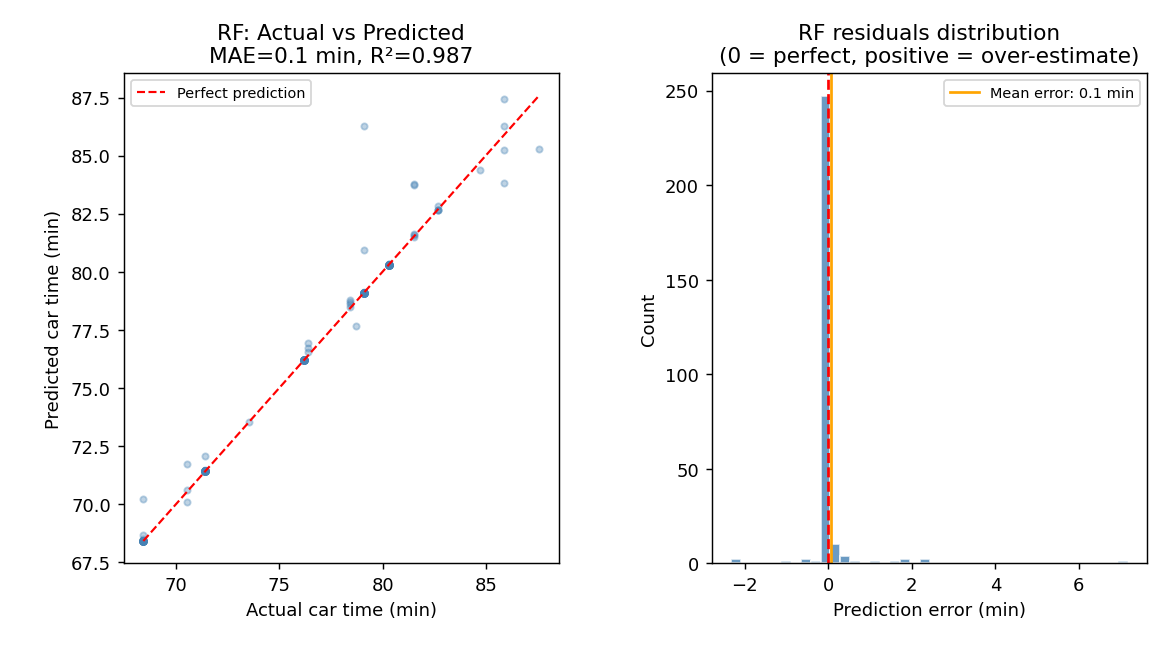 RF: Actual vs Predicted
MAE=0.1 min, R²=0.987
Perfect prediction
87.5
85.0
82.5
80.0
77.5
75.0
72.5
70.0
67.5
70 75 80 85
Predicted car time (min)
Actual car time (min)
RF residuals distribution
(0 = perfect, positive = over-estimate)
Mean error: 0.1 min
250
200
150
100
50
0
−2 0 2 4 6
Count
Prediction error (min)